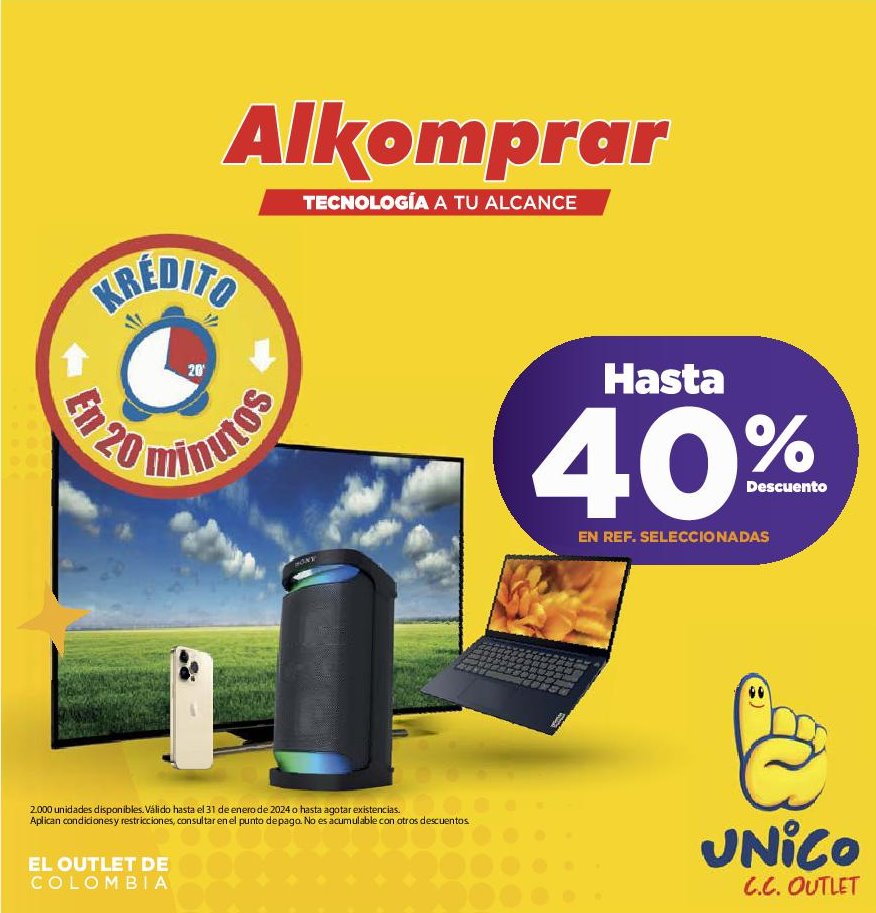 Alkomprar
TECNOLOGÍA A TU ALCANCE
KRÉDITO
20'
En 20 minutos
Hasta
40%
Descuento
EN REF. SELECCIONADAS
SONY
Lenovo
2.000 unidades disponibles. Válido hasta el 31 de enero de 2024 o hasta agotar existencias.
Aplican condiciones y restricciones, consultar en el punto de pago. No es acumulable con otros descuentos.
EL OUTLET DE
COLOMBIA
UNiCO
C.C. OUTLET